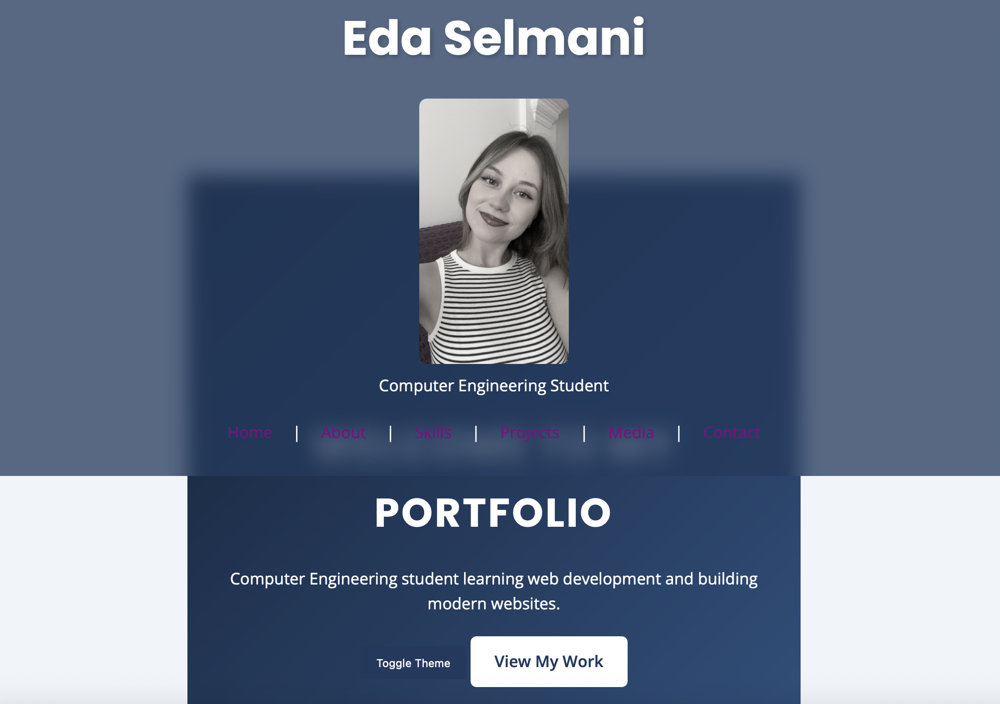 Eda Selmani
Computer Engineering Student
Home | About | Skills | Projects | Media | Contact
PORTFOLIO
Computer Engineering student learning web development and building
modern websites.
Toggle Theme
View My Work